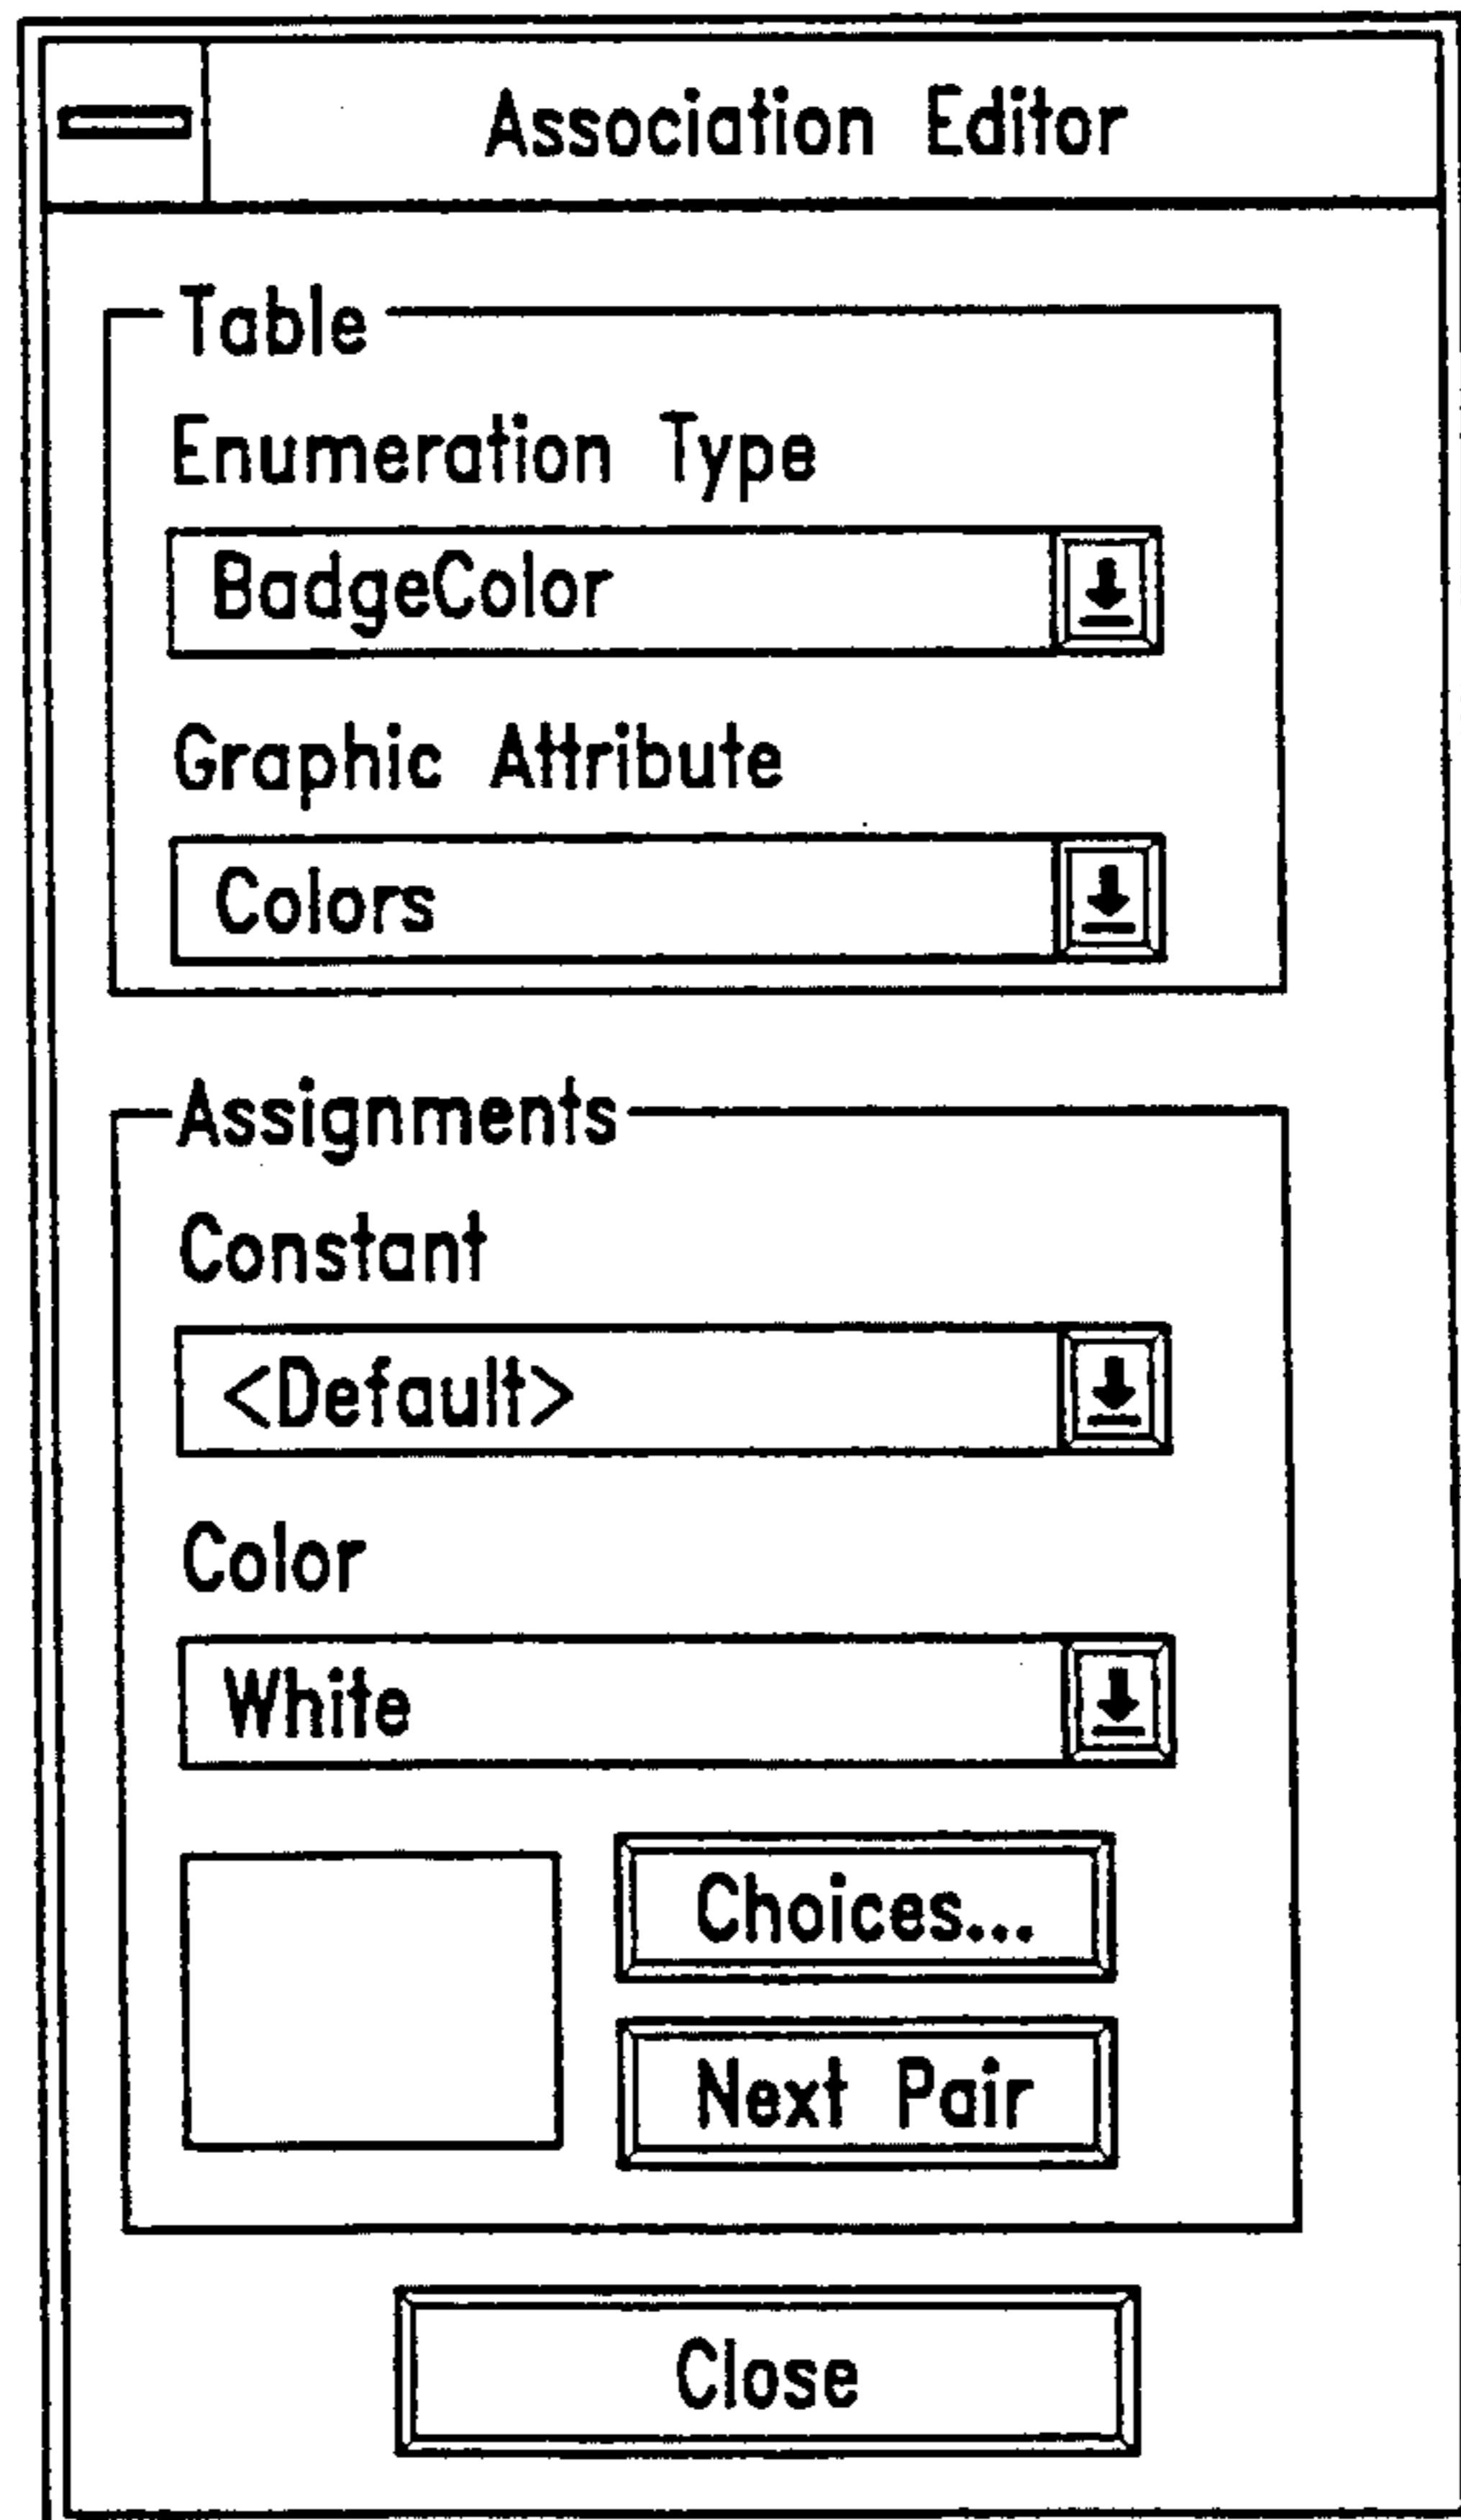 Association Editor
Table
Enumeration Type
BadgeColor
Graphic Attribute
Colors
Assignments
Constant
<Default>
Color
White
Choices...
Next Pair
Close